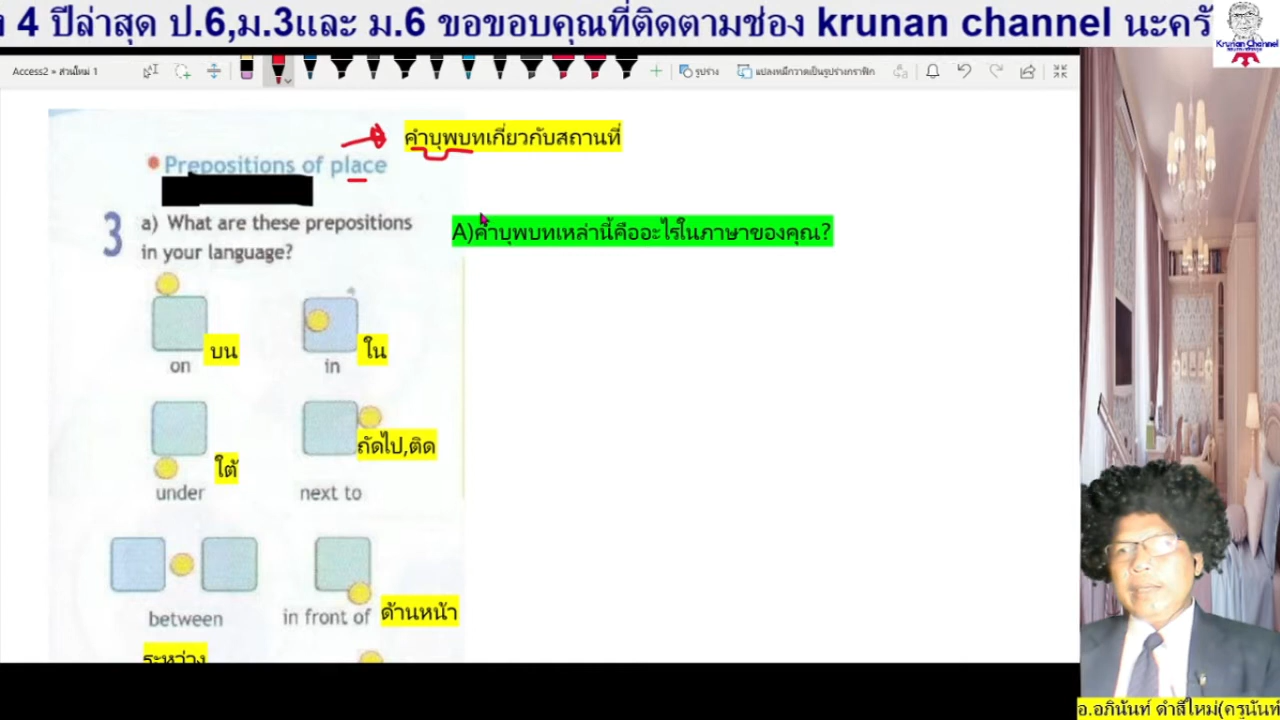 4 ปีล่าสุด ป.6,ม.3และ ม.6 ขอขอบคุณที่ติดตามช่อง krunan channel นะครั
Krunan Channel
Access2 = ส่วนใหม่ 1
รูปร่าง
แปลงหมึกวาดเป็นรูปร่างกราฟิก
คำบุพบทเกี่ยวกับสถานที่
Prepositions of place
3 a) What are these prepositions
in your language?
A)คำบุพบทเหล่านี้คืออะไรในภาษาของคุณ?
บน ใน
on in
ถัดไป,ติด
ใต้
under next to
between in front of ด้านหน้า
ระหว่าง
อ.อภินันท์ ดำสีใหม่(ครูนันท์